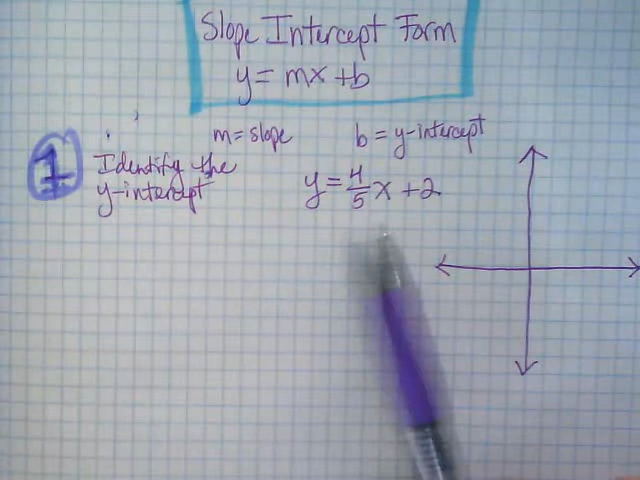 Slope Intercept Form
y = mx + b
m = slope b = y-intercept
1 Identify the
y-intercept
y = 4/5 x + 2